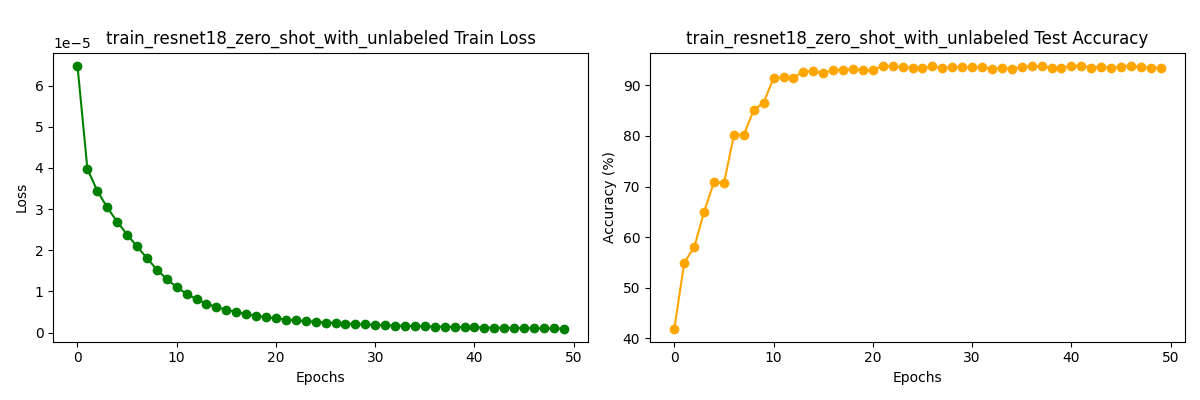 train_resnet18_zero_shot_with_unlabeled Train Loss
1e−5
6
5
4
3
2
1
0
Loss
0 10 20 30 40 50
Epochs
train_resnet18_zero_shot_with_unlabeled Test Accuracy
90
80
70
60
50
40
Accuracy (%)
0 10 20 30 40 50
Epochs